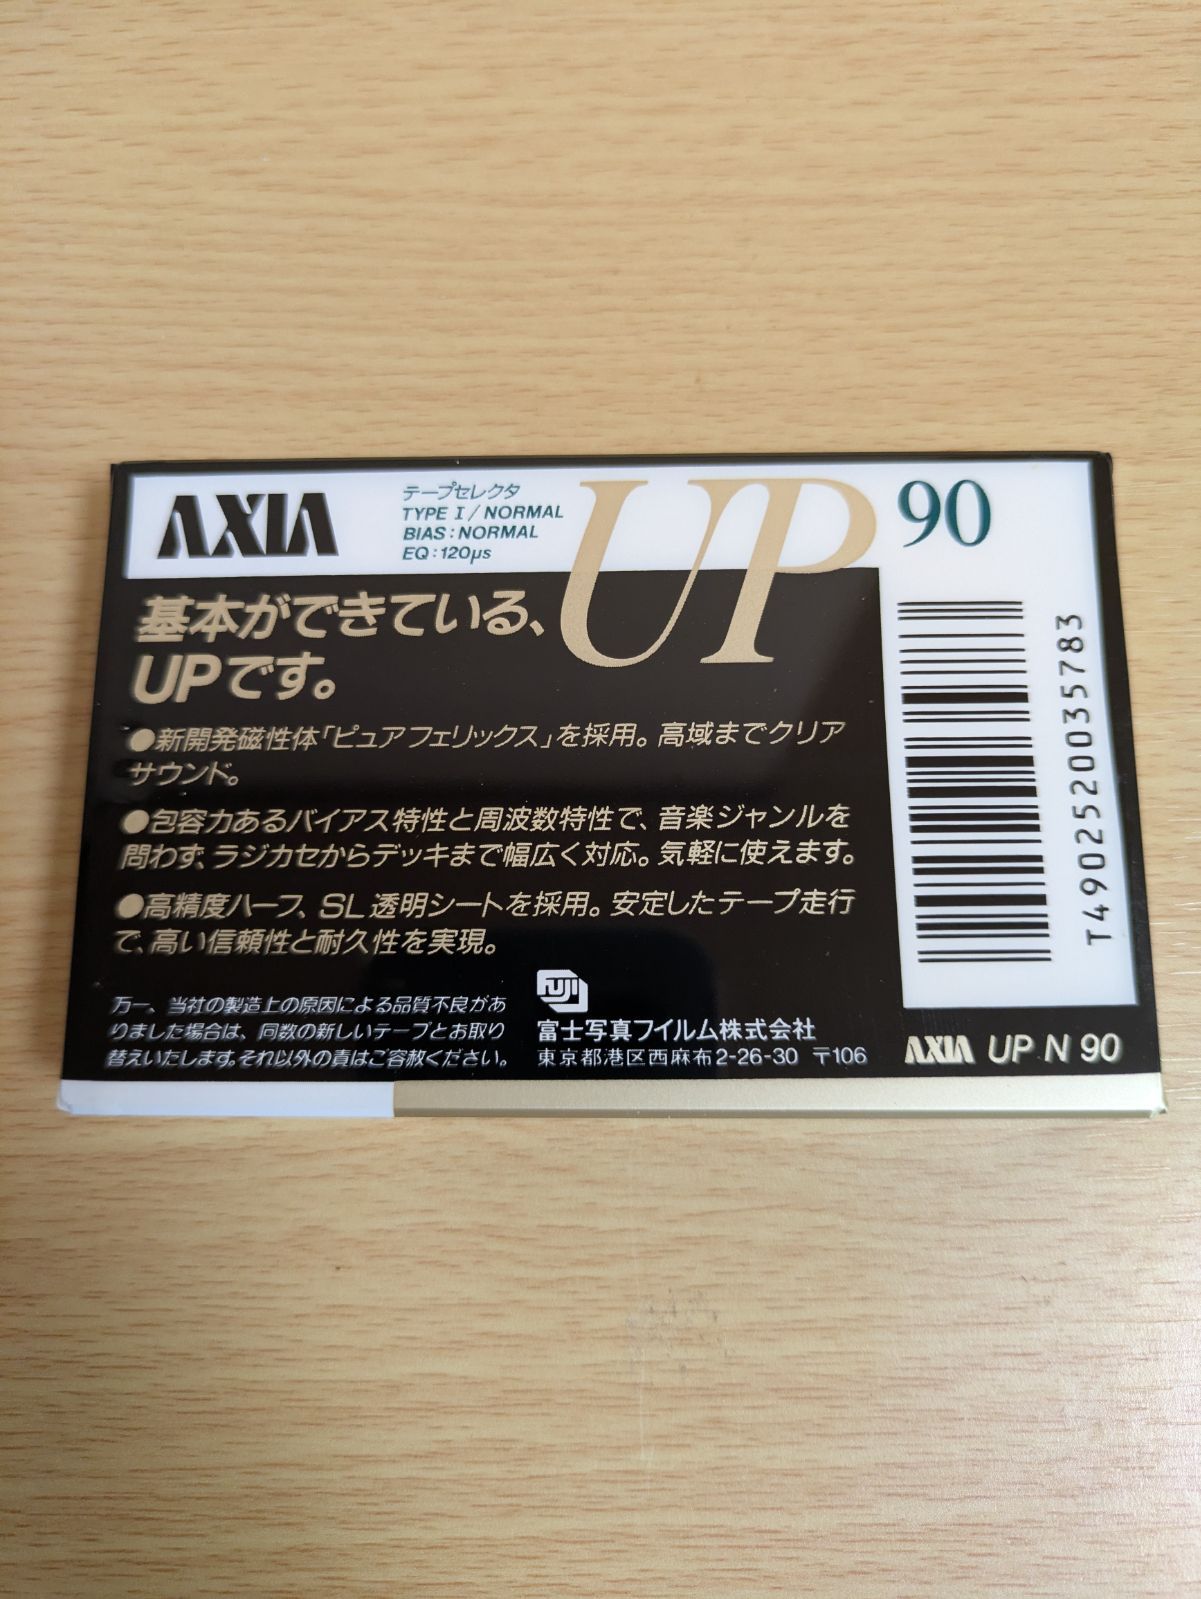 AXIA
テープセレクタ
TYPE I/NORMAL
BIAS:NORMAL
EQ:120μs
UP
90
基本ができている、
UPです。
●新開発磁性体「ピュアフェリックス」を採用。高域までクリア
サウンド。
●包容力あるバイアス特性と周波数特性で、音楽ジャンルを
問わず、ラジカセからデッキまで幅広く対応。気軽に使えます。
●高精度ハーフ、SL透明シートを採用。安定したテープ走行
で、高い信頼性と耐久性を実現。
万一、当社の製造上の原因による品質不良があ
りました場合は、同数の新しいテープとお取り
替えいたします。それ以外の責はご容赦ください。
FUJI
富士写真フイルム株式会社
東京都港区西麻布2-26-30 〒106
T4902520035783
AXIA UP N 90